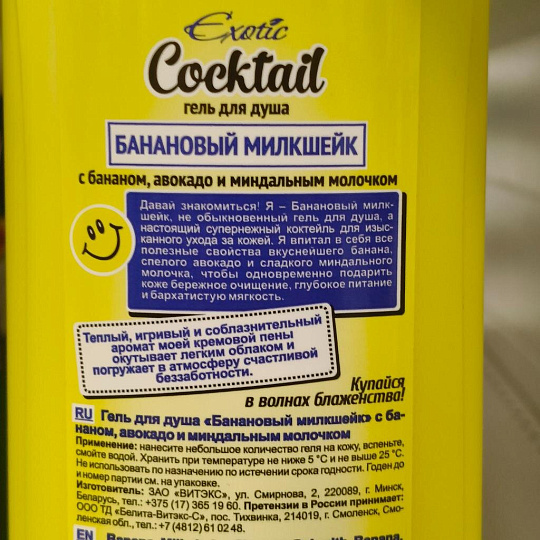 Exotic
Cocktail
гель для душа
БАНАНОВЫЙ МИЛКШЕЙК
с бананом, авокадо и миндальным молочком
Давай знакомиться! Я – Банановый милк-
шейк, не обыкновенный гель для душа, а
настоящий супернежный коктейль для изыс-
канного ухода за кожей. Я впитал в себя все
полезные свойства вкуснейшего банана,
спелого авокадо и сладкого миндального
молочка, чтобы одновременно подарить
коже бережное очищение, глубокое питание
и бархатистую мягкость.
Теплый, игривый и соблазнительный
аромат моей кремовой пены
окутывает легким облаком и
погружает в атмосферу счастливой
беззаботности.
Купайся
в волнах блаженства!
RU Гель для душа «Банановый милкшейк» с ба-
наном, авокадо и миндальным молочком
Применение: нанесите небольшое количество геля на кожу, вспеньте,
смойте водой. Хранить при температуре не ниже 5 °С и не выше 25 °С.
Не использовать по назначению по истечении срока годности. Годен до
и номер партии см. на упаковке.
Изготовитель: ЗАО «ВИТЭКС», ул. Смирнова, 2, 220089, г. Минск,
Беларусь, тел.: +375 (17) 365 19 60. Претензии в России принимает:
ООО ТД «Белита-Витэкс-С», пос. Тихвинка, 214019, г. Смоленск, Смо-
ленская обл., тел.: +7 (4812) 61 02 48.
EN